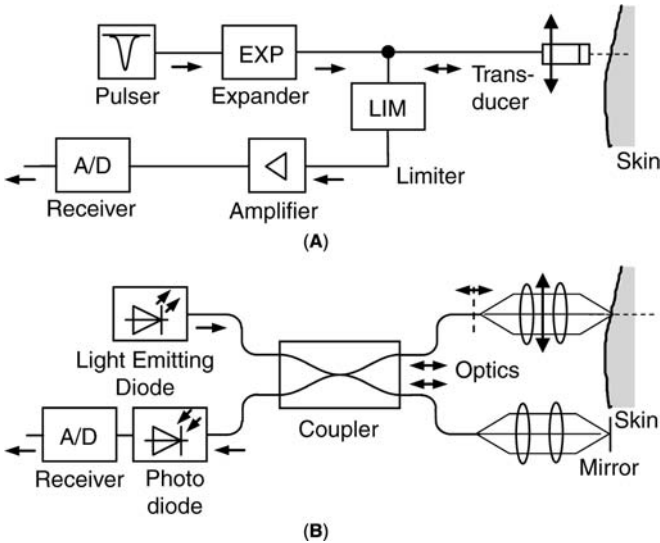 EXP
Pulser
Expander
Trans-
ducer
LIM
Skin
A/D
Limiter
Receiver
Amplifier
(A)
Light Emitting
Diode
Optics
Coupler
Skin
A/D
Mirror
Receiver
Photo
diode
(B)